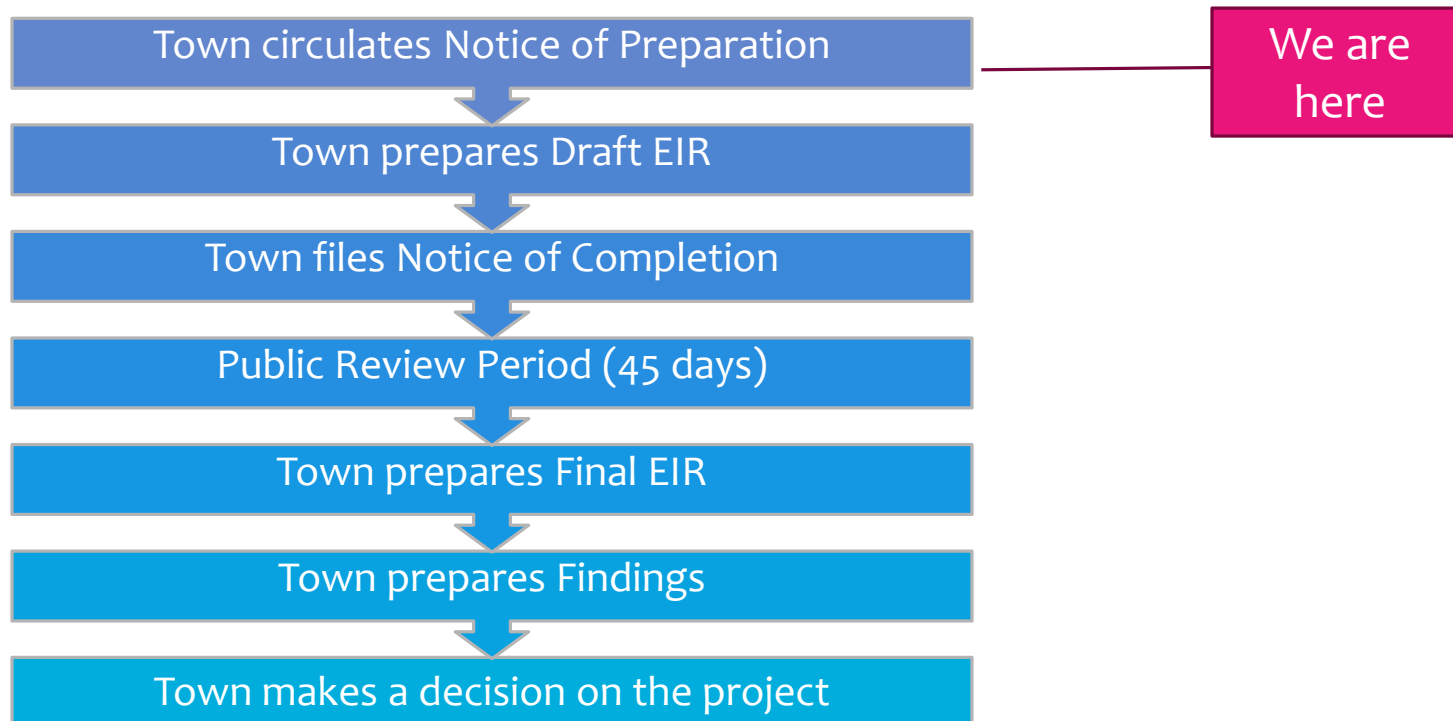 Town circulates Notice of Preparation
We are
here
Town prepares Draft EIR
Town files Notice of Completion
Public Review Period (45 days)
Town prepares Final EIR
Town prepares Findings
Town makes a decision on the project